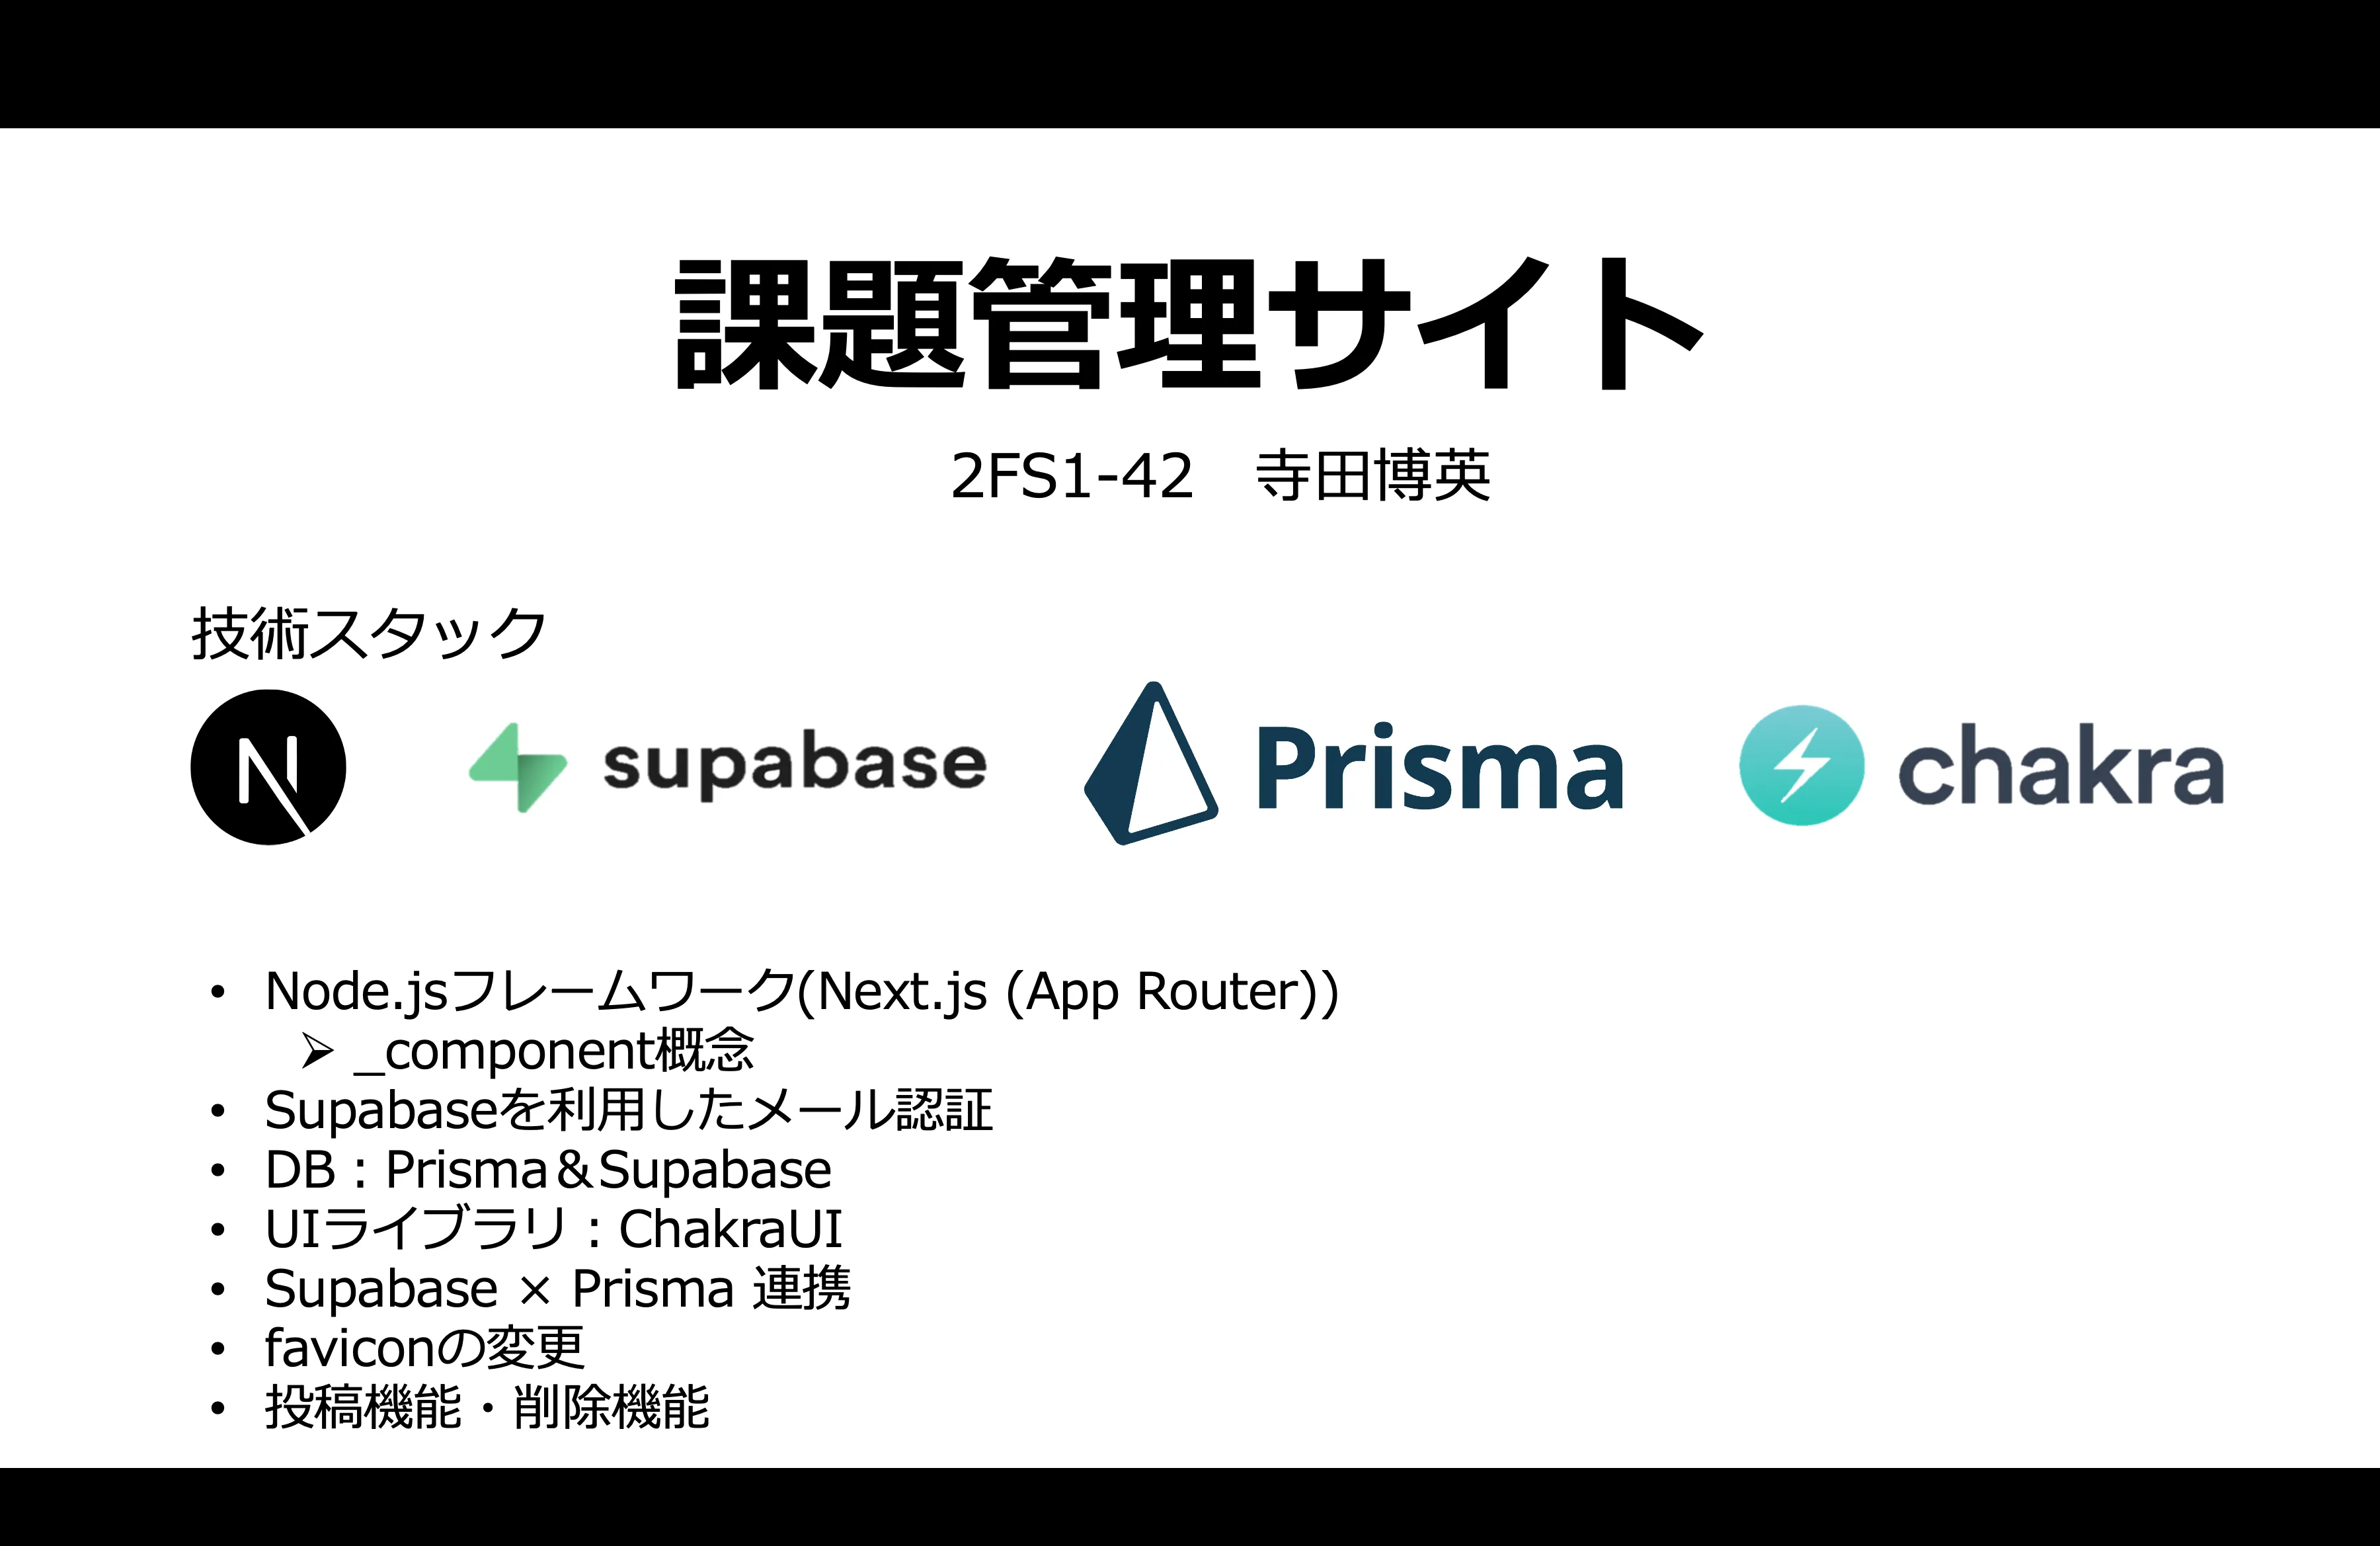 課題管理サイト
2FS1-42　寺田博英
技術スタック
N supabase Prisma chakra
• Node.jsフレームワーク(Next.js (App Router))
➢ _component概念
• Supabaseを利用したメール認証
• DB：Prisma＆Supabase
• UIライブラリ：ChakraUI
• Supabase × Prisma 連携
• faviconの変更
• 投稿機能・削除機能